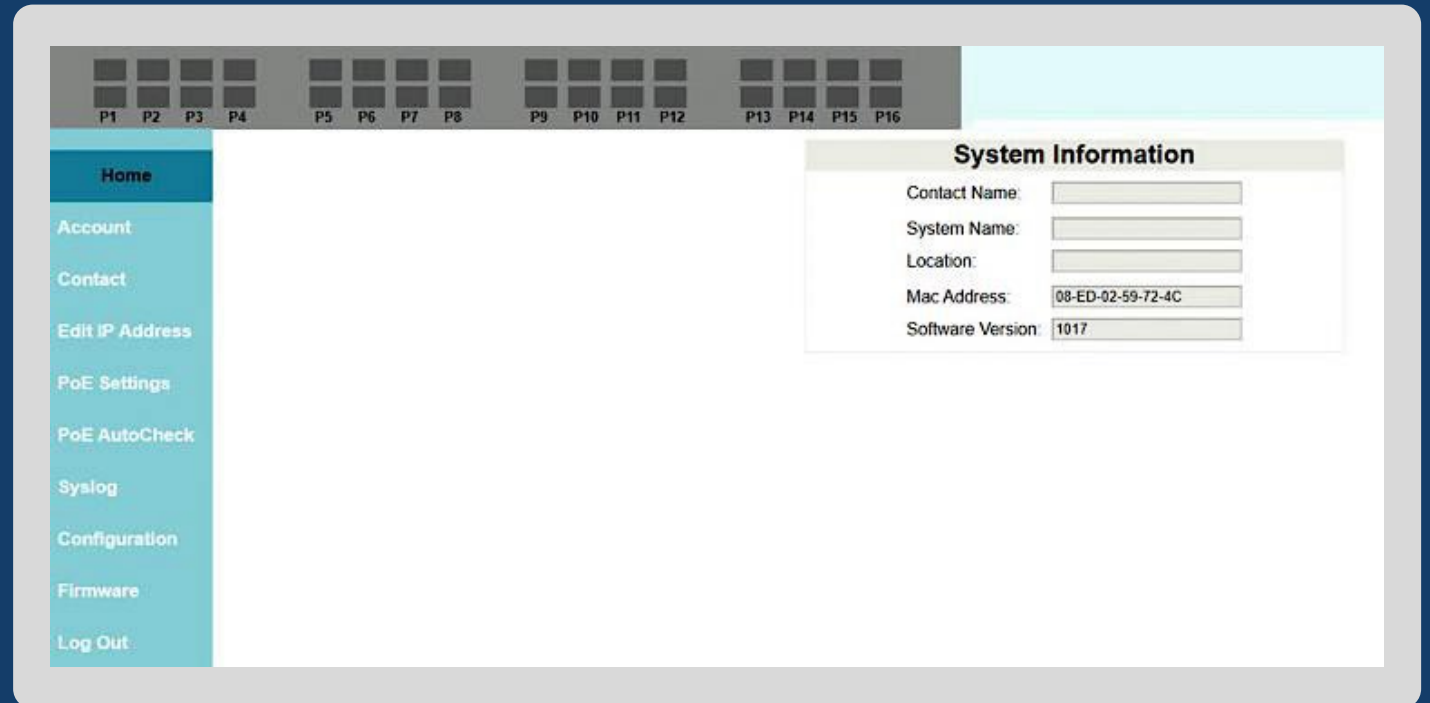 P1 P2 P3 P4 P5 P6 P7 P8 P9 P10 P11 P12 P13 P14 P15 P16
Home
Account
Contact
Edit IP Address
PoE Settings
PoE AutoCheck
Syslog
Configuration
Firmware
Log Out
System Information
Contact Name:
System Name:
Location:
Mac Address: 08-ED-02-59-72-4C
Software Version: 1017